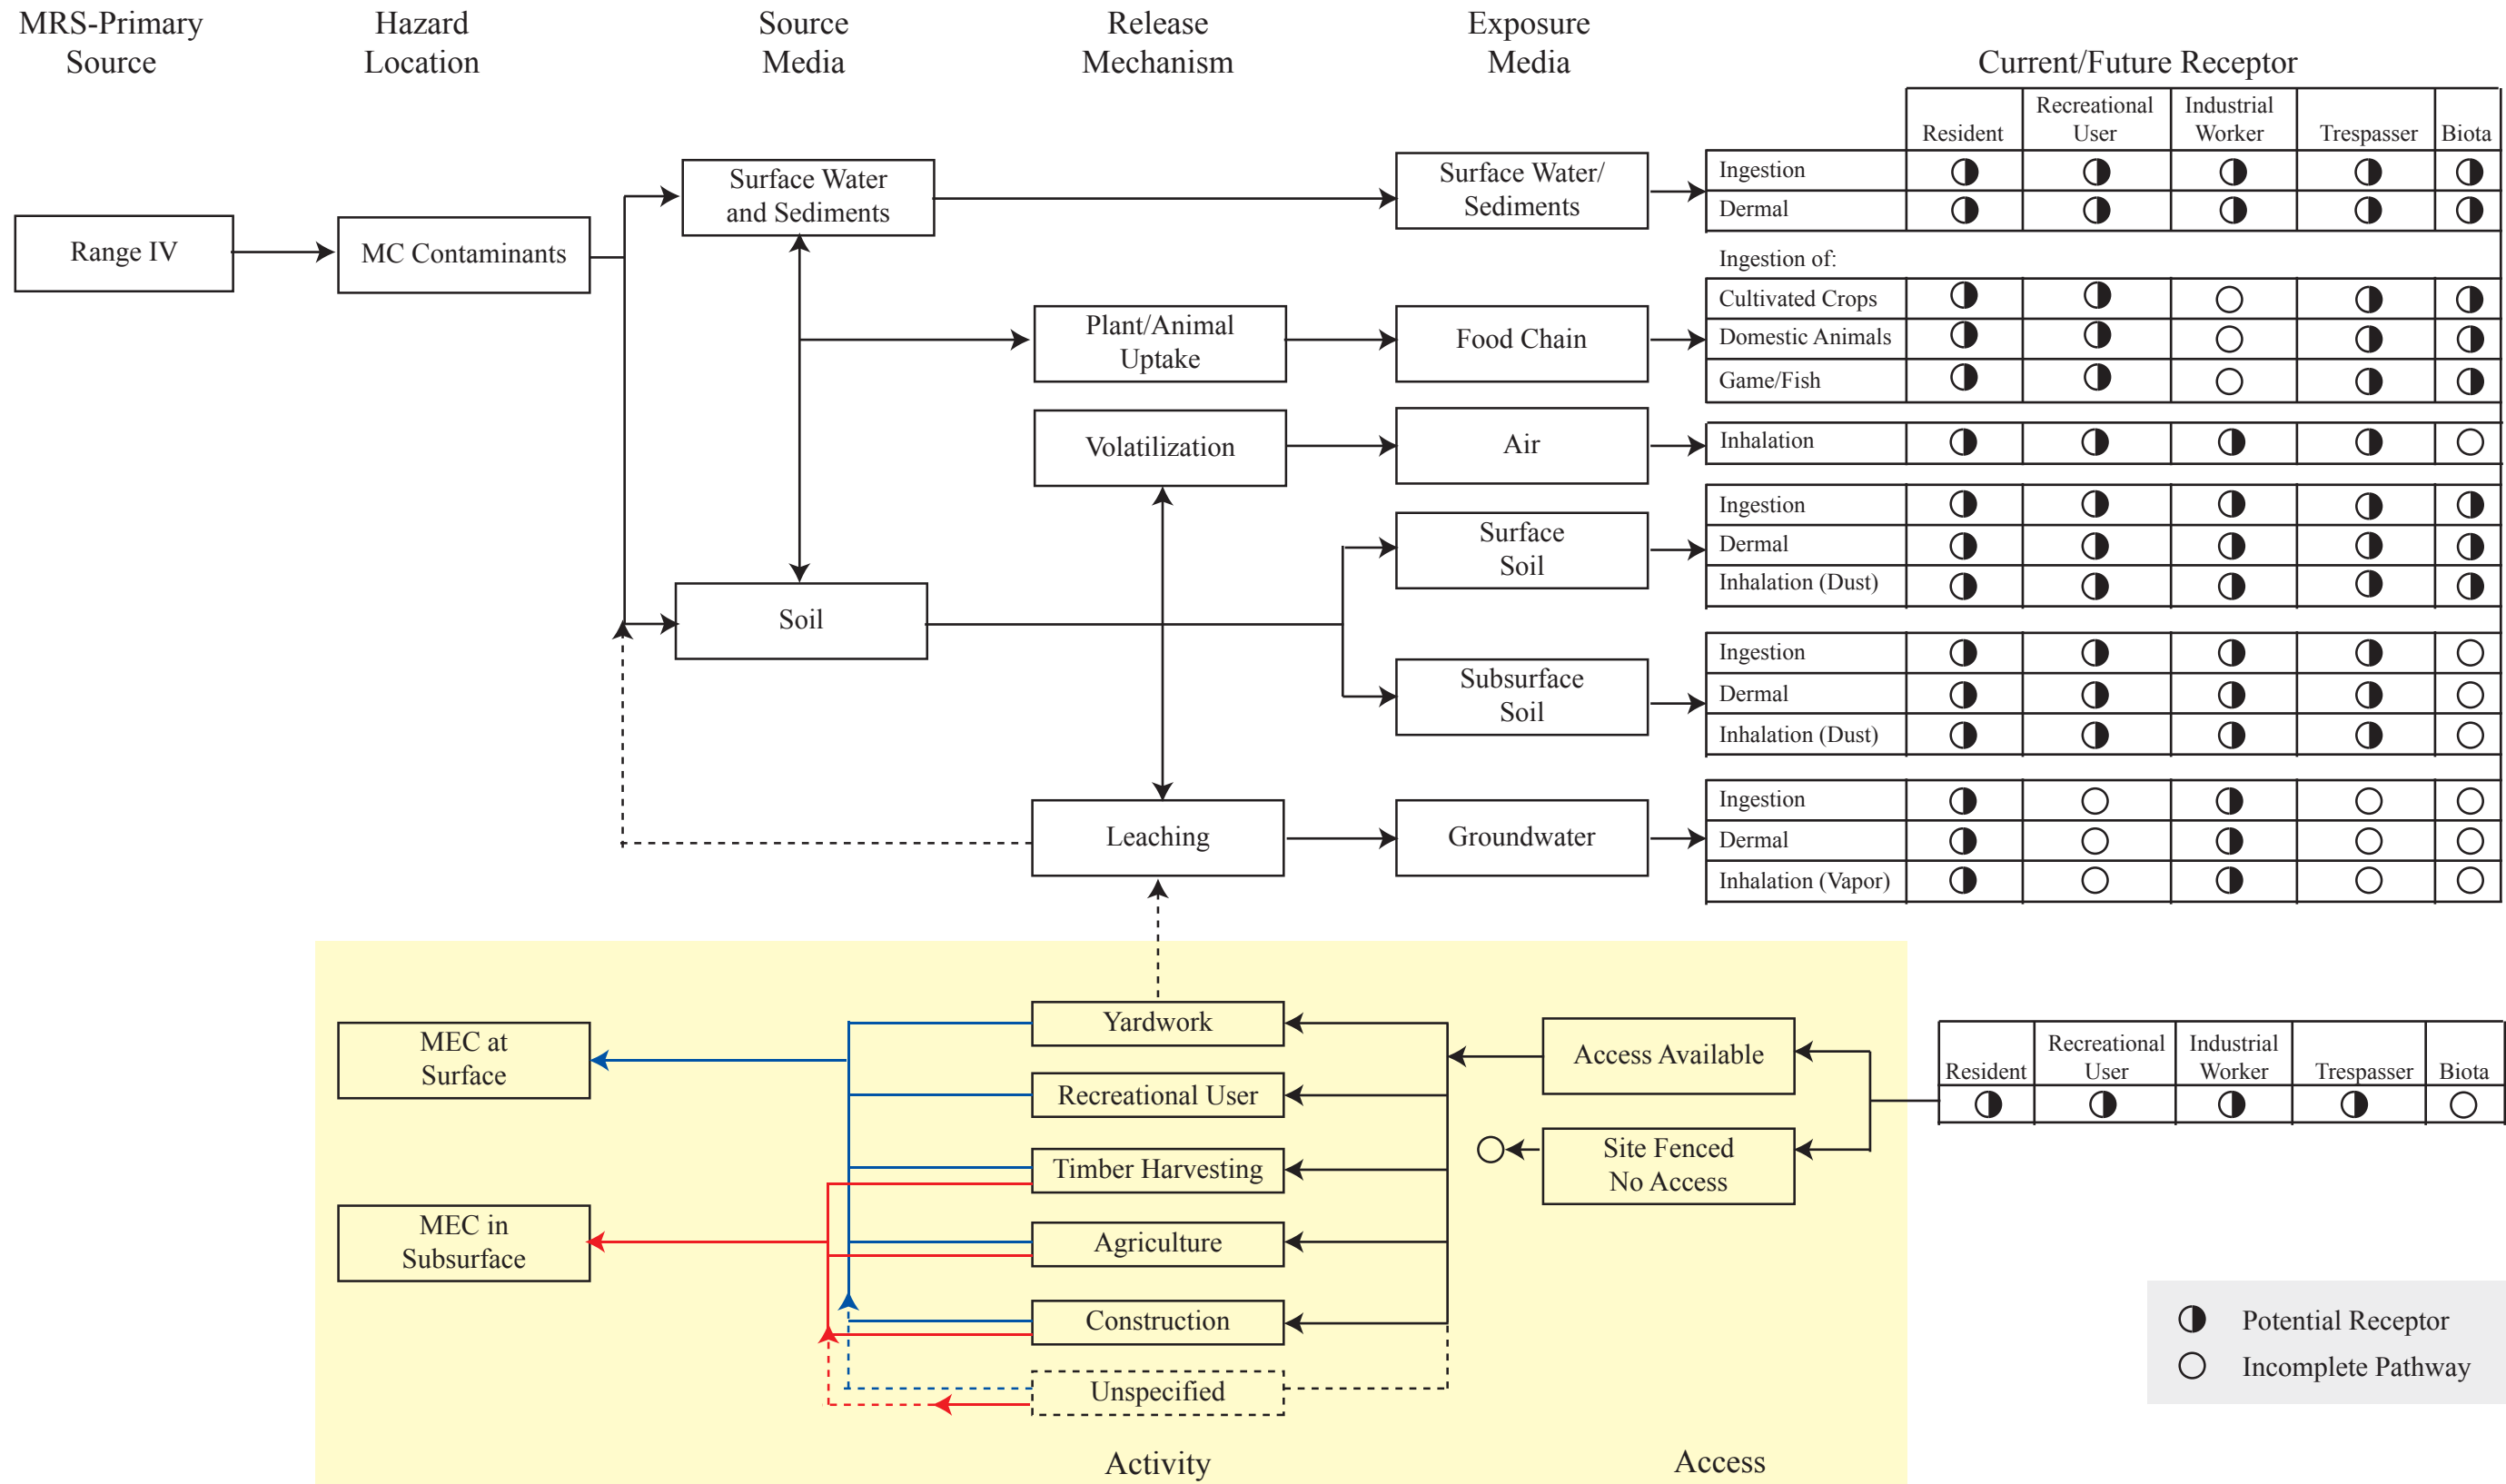 MRS-Primary
Source
Hazard
Location
Source
Media
Release
Mechanism
Exposure
Media
Current/Future Receptor
Resident
Recreational
User
Industrial
Worker
Trespasser
Biota
Range IV
MC Contaminants
Surface Water
and Sediments
Surface Water/
Sediments
Ingestion
Dermal
Ingestion of:
Plant/Animal
Uptake
Food Chain
Cultivated Crops
Domestic Animals
Game/Fish
Volatilization
Air
Inhalation
Soil
Surface
Soil
Ingestion
Dermal
Inhalation (Dust)
Subsurface
Soil
Ingestion
Dermal
Inhalation (Dust)
Leaching
Groundwater
Ingestion
Dermal
Inhalation (Vapor)
MEC at
Surface
MEC in
Subsurface
Yardwork
Recreational User
Timber Harvesting
Agriculture
Construction
Unspecified
Activity
Access Available
Site Fenced
No Access
Access
Resident
Recreational
User
Industrial
Worker
Trespasser
Biota
Potential Receptor
Incomplete Pathway